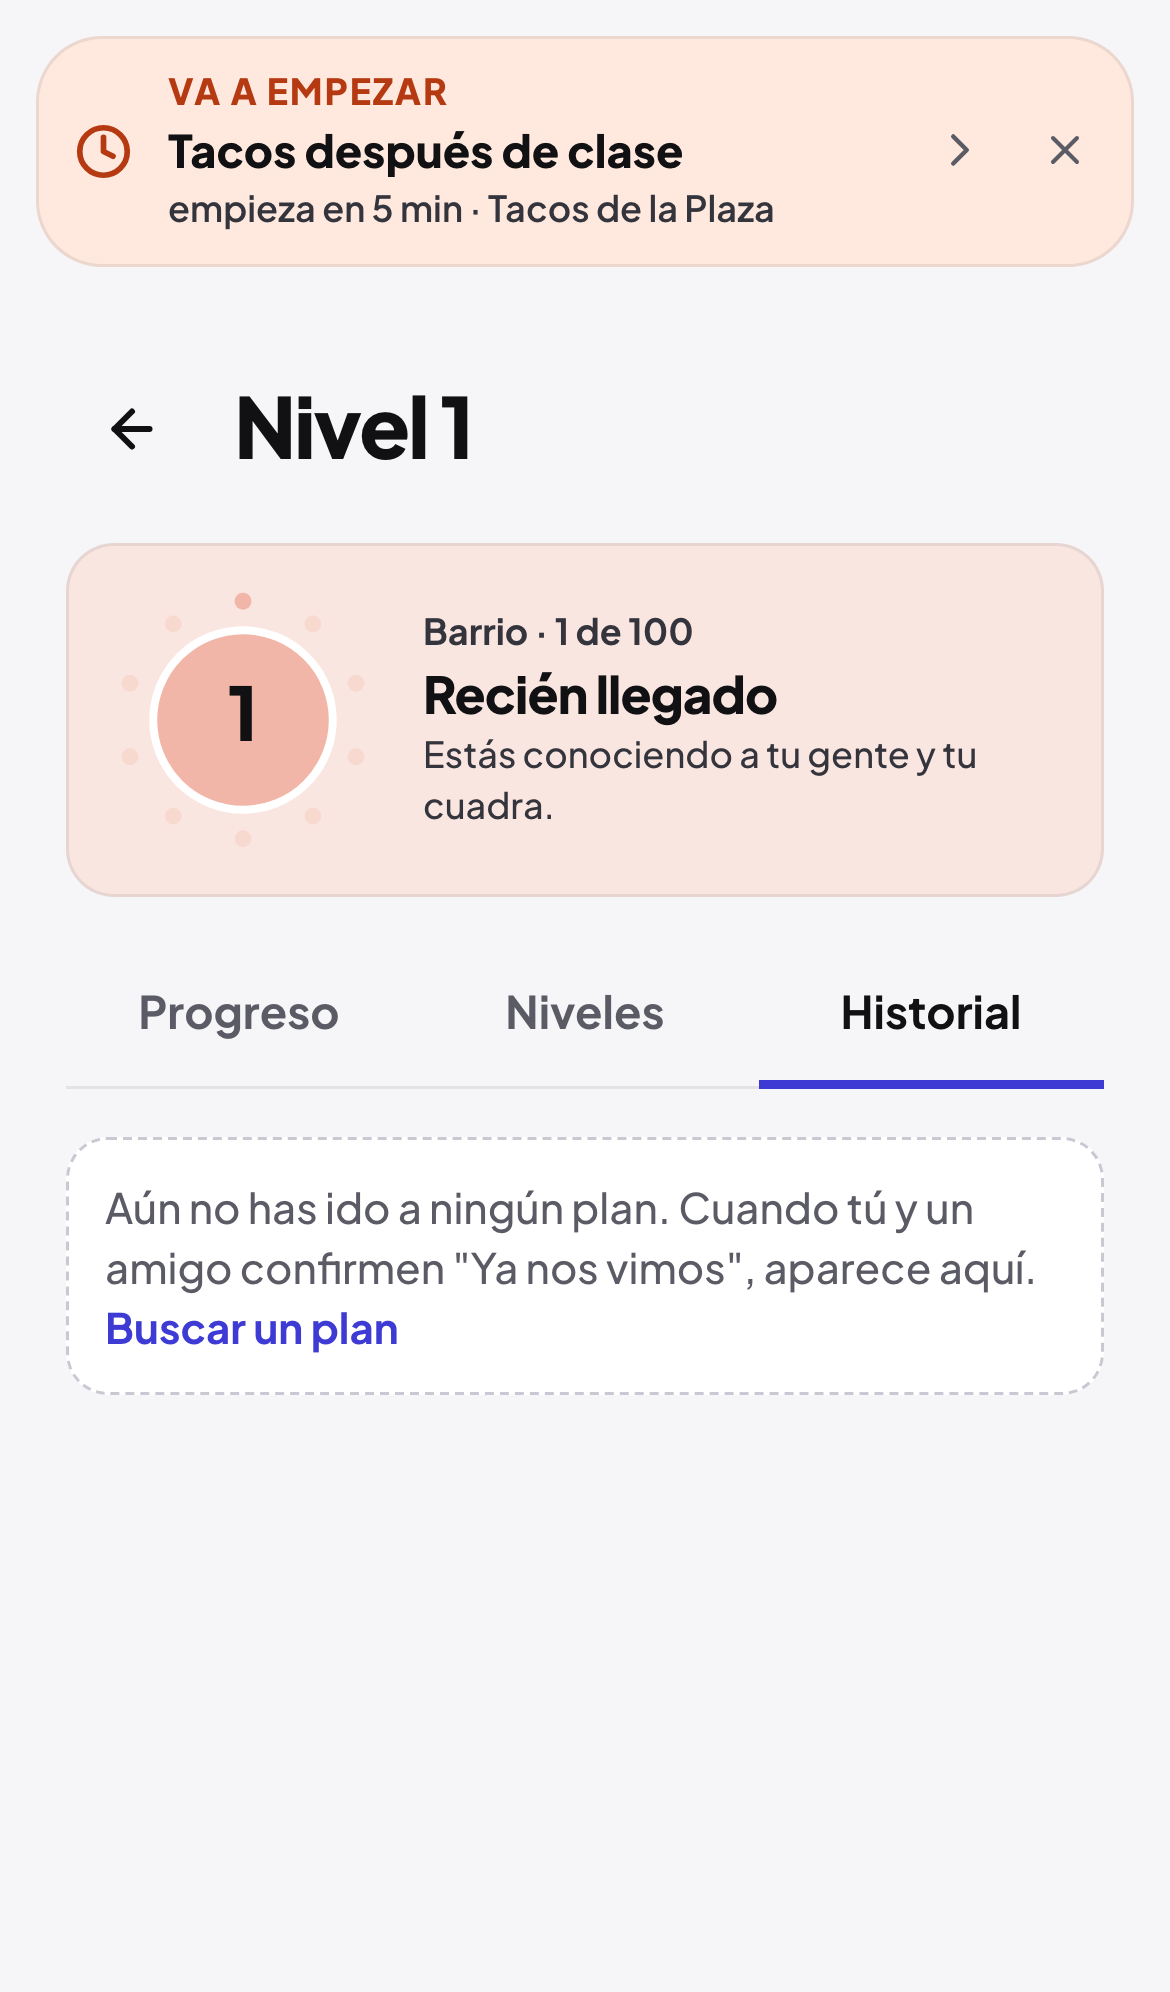 VA A EMPEZAR
Tacos después de clase
empieza en 5 min · Tacos de la Plaza
Nivel 1
1
Barrio · 1 de 100
Recién llegado
Estás conociendo a tu gente y tu
cuadra.
Progreso
Niveles
Historial
Aún no has ido a ningún plan. Cuando tú y un
amigo confirmen "Ya nos vimos", aparece aquí.
Buscar un plan